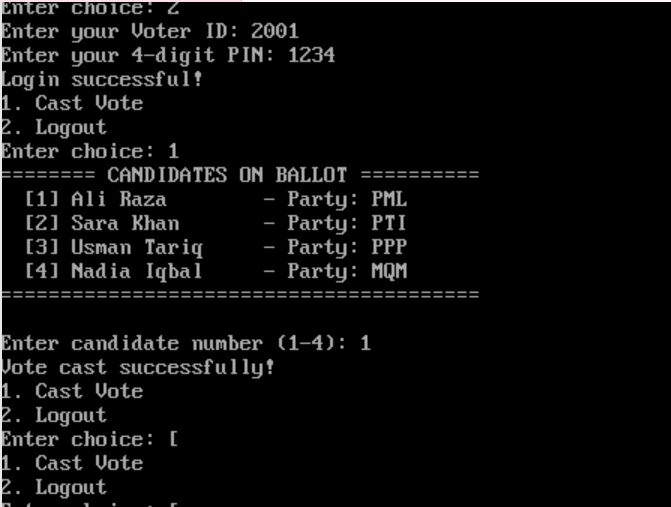 Enter choice: 2
Enter your Voter ID: 2001
Enter your 4-digit PIN: 1234
Login successful!
1. Cast Vote
2. Logout
Enter choice: 1
======== CANDIDATES ON BALLOT ==========
[1] Ali Raza        - Party: PML
[2] Sara Khan       - Party: PTI
[3] Usman Tariq     - Party: PPP
[4] Nadia Iqbal     - Party: MQM
========================================
Enter candidate number (1-4): 1
Vote cast successfully!
1. Cast Vote
2. Logout
Enter choice: [
1. Cast Vote
2. Logout
Enter choice: [